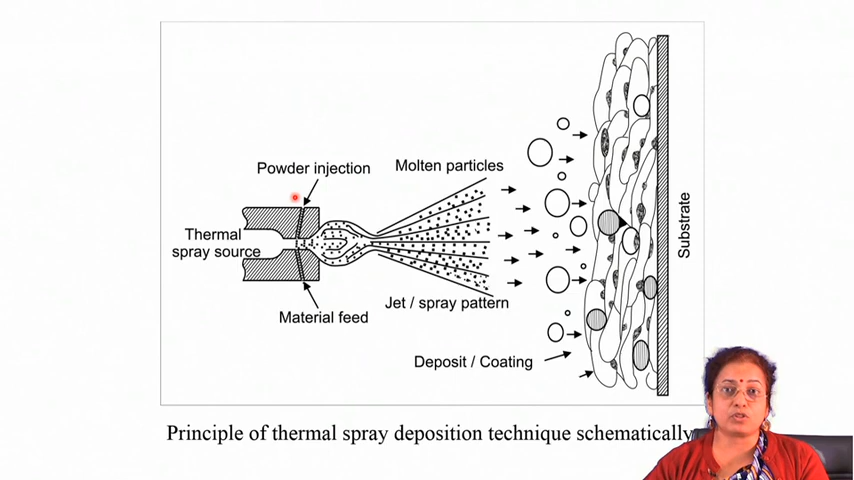 Powder injection
Molten particles
Thermal
spray source
Substrate
Jet / spray pattern
Material feed
Deposit / Coating
Principle of thermal spray deposition technique schematically